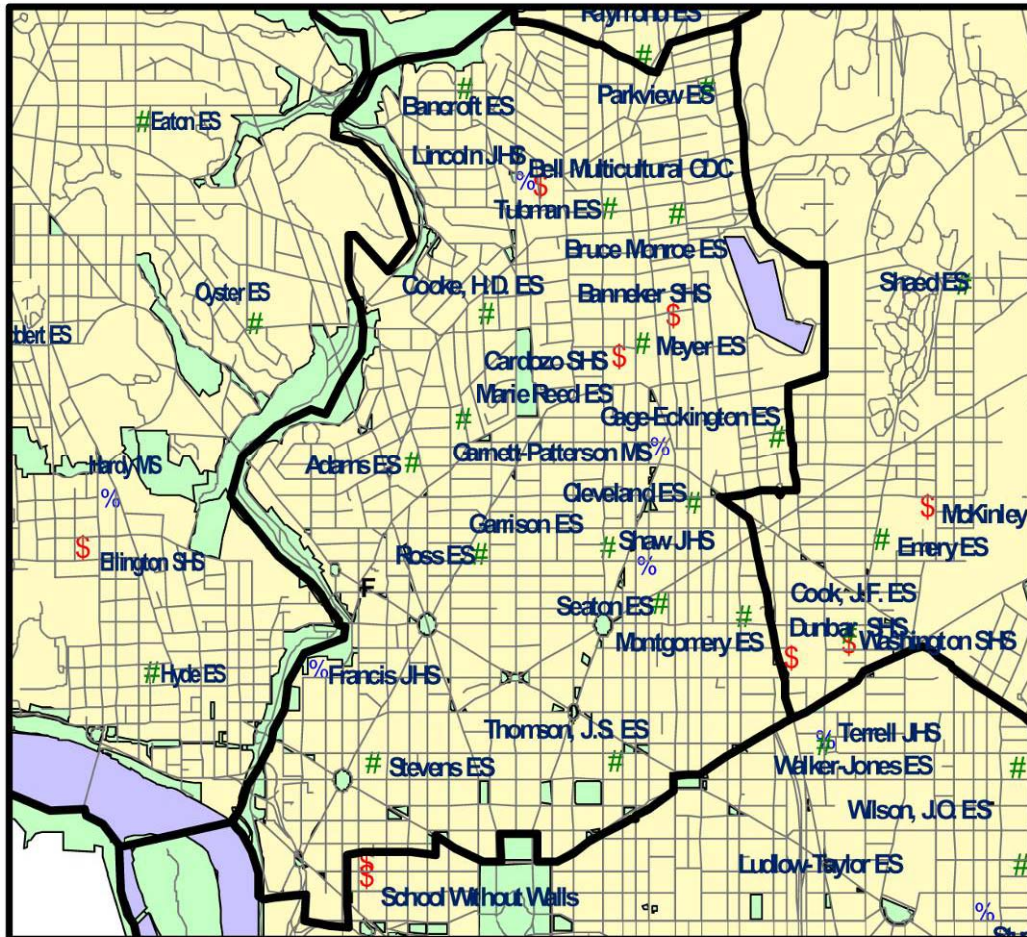 Raymond ES
Bancroft ES
Parkview ES
Eaton ES
Lincoln JHS
Bell Multicultural CDC
Tubman ES
Bruce Monroe ES
Cooke, H.D. ES
Shaed ES
Oyster ES
Banneker SHS
Meyer ES
Cardozo SHS
Marie Reed ES
Gage-Eckington ES
Garnett-Patterson MS
Hardy MS
Adams ES
Cleveland ES
McKinley
Garrison ES
Shaw JHS
Emery ES
Ellington SHS
Ross ES
F
Cook, J.F. ES
Seaton ES
Dunbar SHS
Montgomery ES
Washington SHS
Hyde ES
Francis JHS
Thomson, J.S. ES
Terrell JHS
Stevens ES
Walker-Jones ES
Wilson, J.O. ES
Ludlow-Taylor ES
School Without Walls